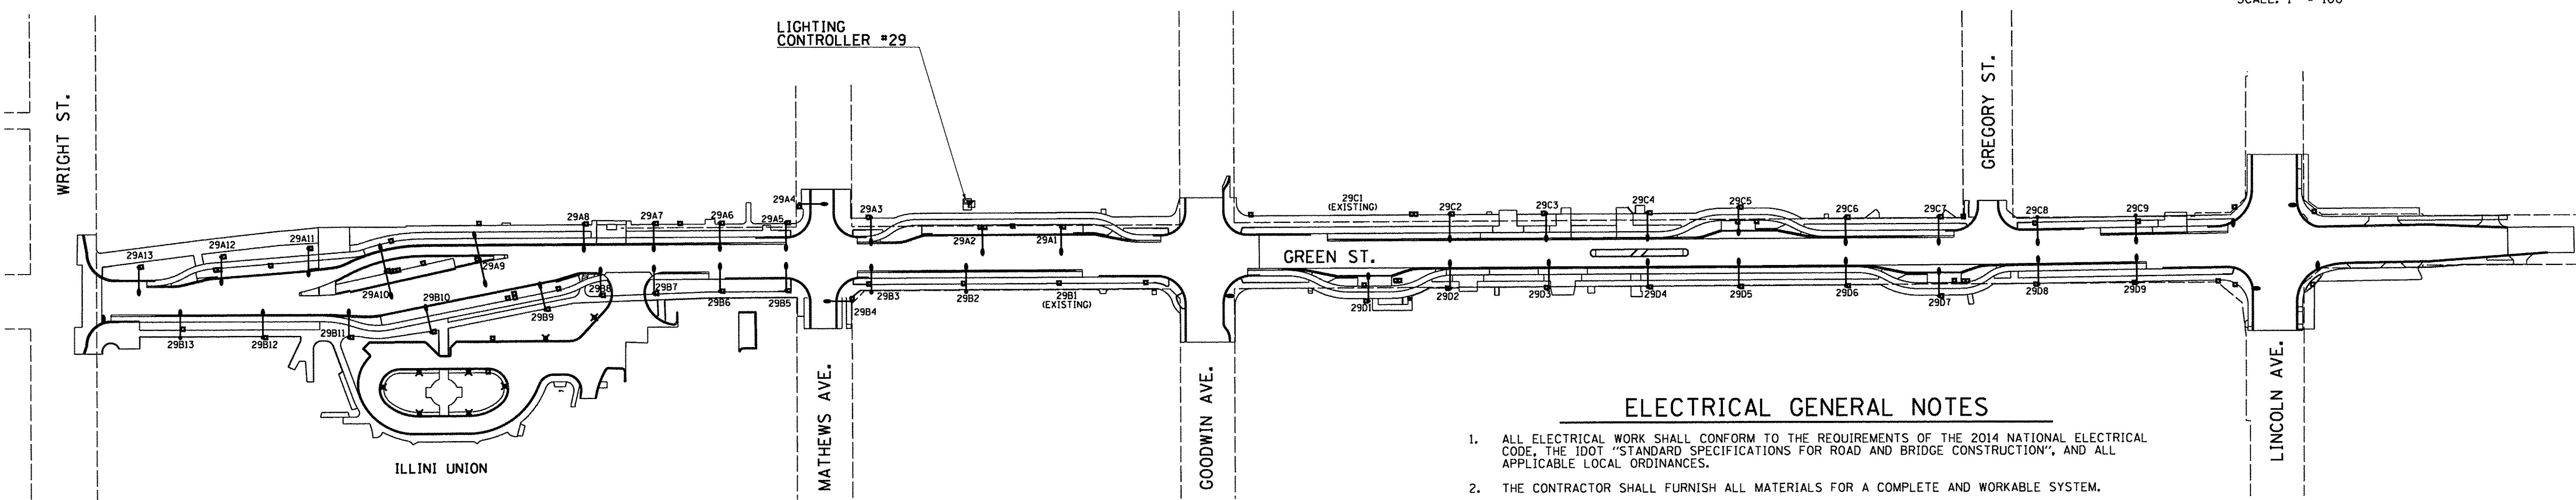 SCALE: 1" = 100'
LIGHTING
CONTROLLER #29
WRIGHT ST.
GREGORY ST.
29A13
29A12
29A11
29A10
29A9
29A8
29A7
29A6
29A5
29A4
29A3
29A2
29A1
29C1
(EXISTING)
29C2
29C3
29C4
29C5
29C6
29C7
29C8
29C9
GREEN ST.
29B13
29B12
29B11
29B10
29B9
29B8
29B7
29B6
29B5
29B4
29B3
29B2
29B1
(EXISTING)
29D1
29D2
29D3
29D4
29D5
29D6
29D7
29D8
29D9
ILLINI UNION
MATHEWS AVE.
GOODWIN AVE.
LINCOLN AVE.
ELECTRICAL GENERAL NOTES
1. ALL ELECTRICAL WORK SHALL CONFORM TO THE REQUIREMENTS OF THE 2014 NATIONAL ELECTRICAL
CODE, THE IDOT "STANDARD SPECIFICATIONS FOR ROAD AND BRIDGE CONSTRUCTION", AND ALL
APPLICABLE LOCAL ORDINANCES.
2. THE CONTRACTOR SHALL FURNISH ALL MATERIALS FOR A COMPLETE AND WORKABLE SYSTEM.